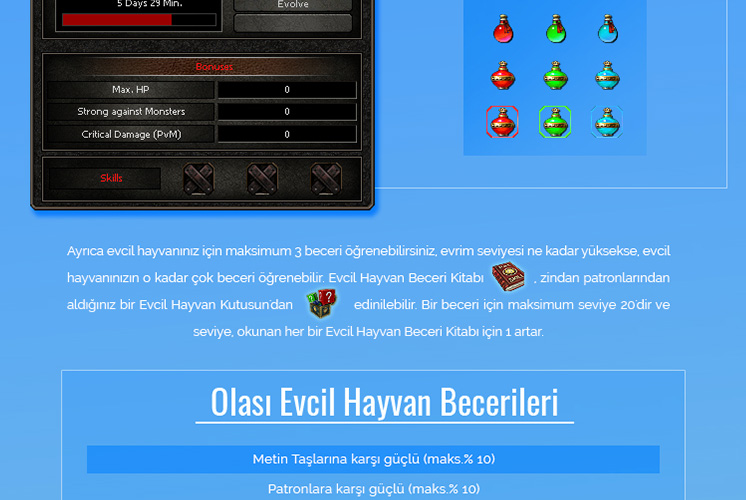 5 Days 29 Min.
Evolve
Bonuses
Max. HP 0
Strong against Monsters 0
Critical Damage (PvM) 0
Skills
Ayrıca evcil hayvanınız için maksimum 3 beceri öğrenebilirsiniz, evrim seviyesi ne kadar yüksekse, evcil
hayvanınızın o kadar çok beceri öğrenebilir. Evcil Hayvan Beceri Kitabı , zindan patronlarından
aldığınız bir Evcil Hayvan Kutusun'dan edinilebilir. Bir beceri için maksimum seviye 20'dir ve
seviye, okunan her bir Evcil Hayvan Beceri Kitabı için 1 artar.
Olası Evcil Hayvan Becerileri
Metin Taşlarına karşı güçlü (maks.% 10)
Patronlara karşı güçlü (maks.% 10)